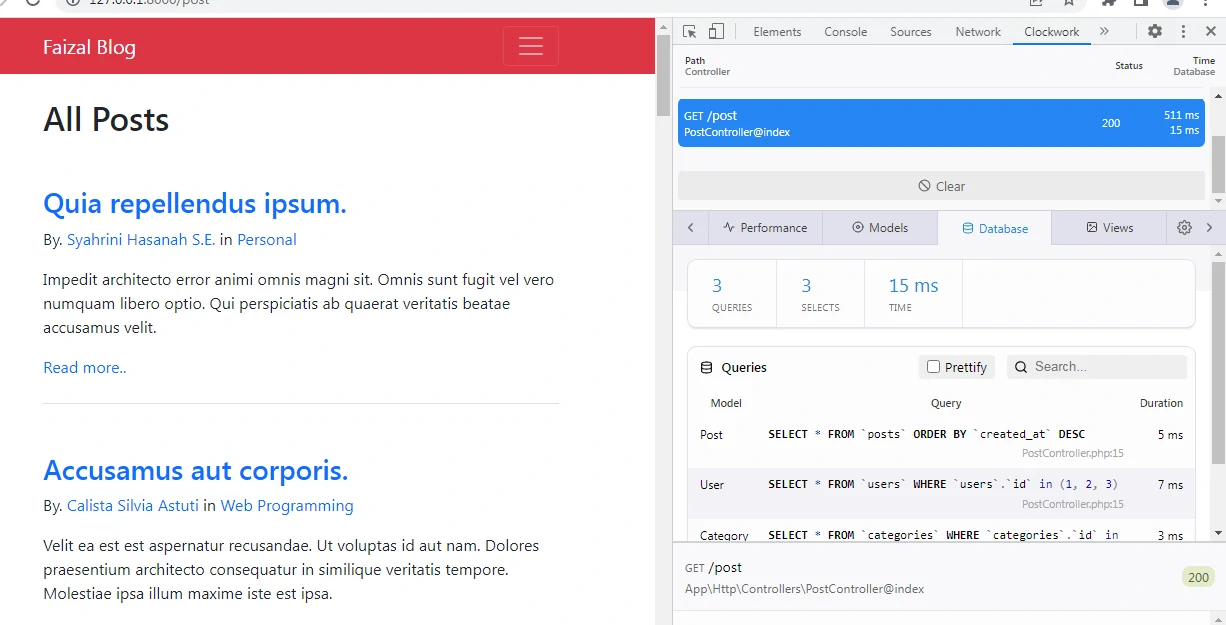 127.0.0.1:8000/post
Faizal Blog
All Posts
Quia repellendus ipsum.
By. Syahrini Hasanah S.E. in Personal
Impedit architecto error animi omnis magni sit. Omnis sunt fugit vel vero
numquam libero optio. Qui perspiciatis ab quaerat veritatis beatae
accusamus velit.
Read more..
Accusamus aut corporis.
By. Calista Silvia Astuti in Web Programming
Velit ea est est aspernatur recusandae. Ut voluptas id aut nam. Dolores
praesentium architecto consequatur in similique veritatis tempore.
Molestiae ipsa illum maxime iste est ipsa.
Elements Console Sources Network Clockwork
Path Status Time
Controller Database
GET /post 200 511 ms
PostController@index 15 ms
Clear
Performance Models Database Views
3 3 15 ms
QUERIES SELECTS TIME
Queries Prettify Search...
Model Query Duration
Post SELECT * FROM `posts` ORDER BY `created_at` DESC 5 ms
PostController.php:15
User SELECT * FROM `users` WHERE `users`.`id` in (1, 2, 3) 7 ms
PostController.php:15
Category SELECT * FROM `categories` WHERE `categories`.`id` in 3 ms
GET /post 200
App\Http\Controllers\PostController@index